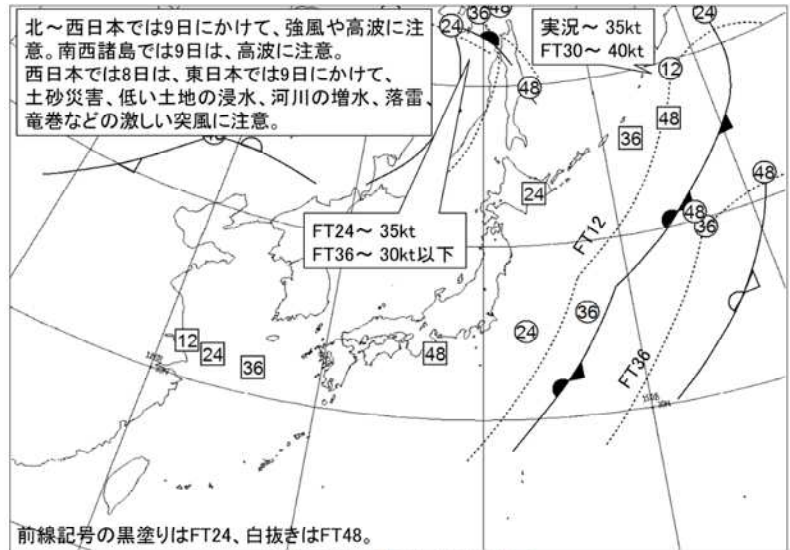 北～西日本では9日にかけて、強風や高波に注
意。南西諸島では9日は、高波に注意。
西日本では8日は、東日本では9日にかけて、
土砂災害、低い土地の浸水、河川の増水、落雷、
竜巻などの激しい突風に注意。
24
36
実況～ 35kt
FT30～ 40kt
24
12
48
48
36
48
24
48
36
FT24～ 35kt
FT36～ 30kt以下
FT12
12
24
36
48
24
36
FT36
前線記号の黒塗りはFT24、白抜きはFT48。